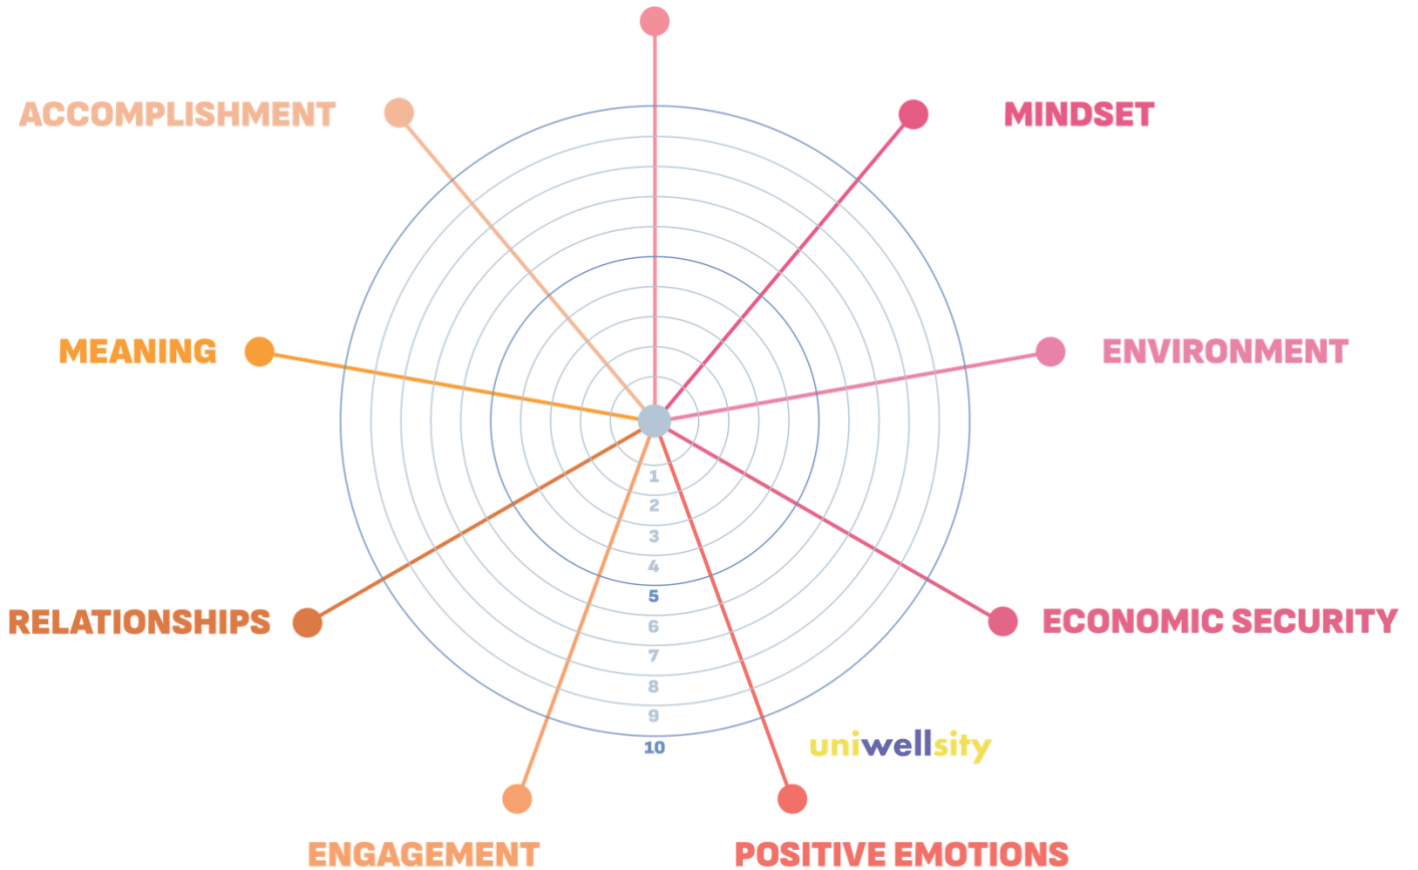 ACCOMPLISHMENT
MINDSET
MEANING
ENVIRONMENT
1
2
3
4
5
6
7
8
9
10
RELATIONSHIPS
ECONOMIC SECURITY
uniwellsity
ENGAGEMENT
POSITIVE EMOTIONS